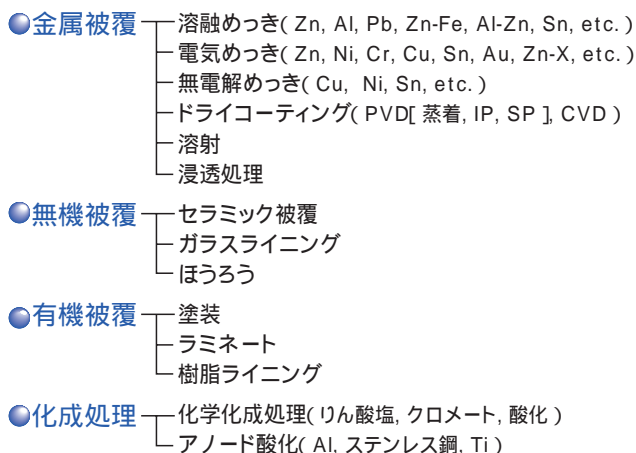 金属被覆 溶融めっき( Zn, Al, Pb, Zn-Fe, Al-Zn, Sn, etc. )
電気めっき( Zn, Ni, Cr, Cu, Sn, Au, Zn-X, etc. )
無電解めっき( Cu, Ni, Sn, etc. )
ドライコーティング( PVD[ 蒸着, IP, SP ], CVD )
溶射
浸透処理
無機被覆 セラミック被覆
ガラスライニング
ほうろう
有機被覆 塗装
ラミネート
樹脂ライニング
化成処理 化学化成処理( りん酸塩, クロメート, 酸化 )
アノード酸化( Al, ステンレス鋼, Ti )